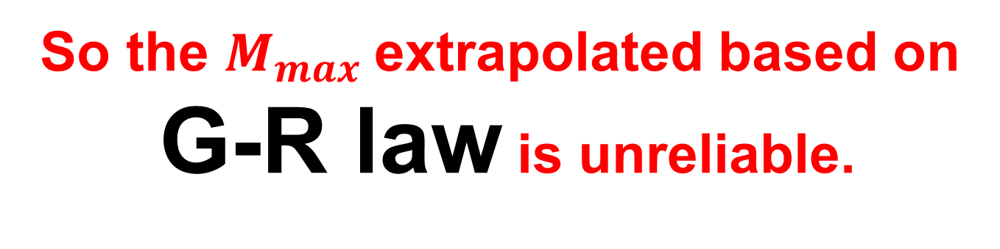 So the M_max extrapolated based on
G-R law is unreliable.